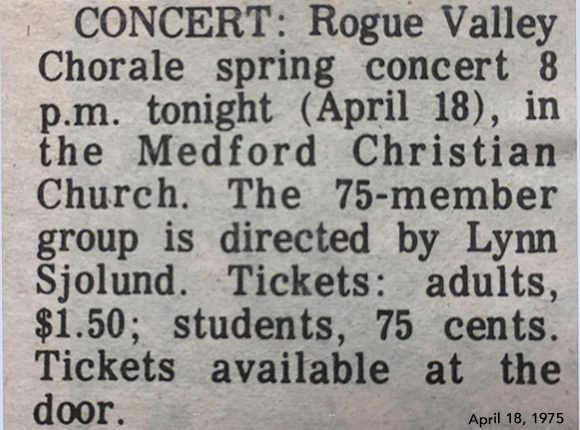 CONCERT: Rogue Valley
Chorale spring concert 8
p.m. tonight (April 18), in
the Medford Christian
Church. The 75-member
group is directed by Lynn
Sjolund. Tickets: adults,
$1.50; students, 75 cents.
Tickets available at the
door.
April 18, 1975